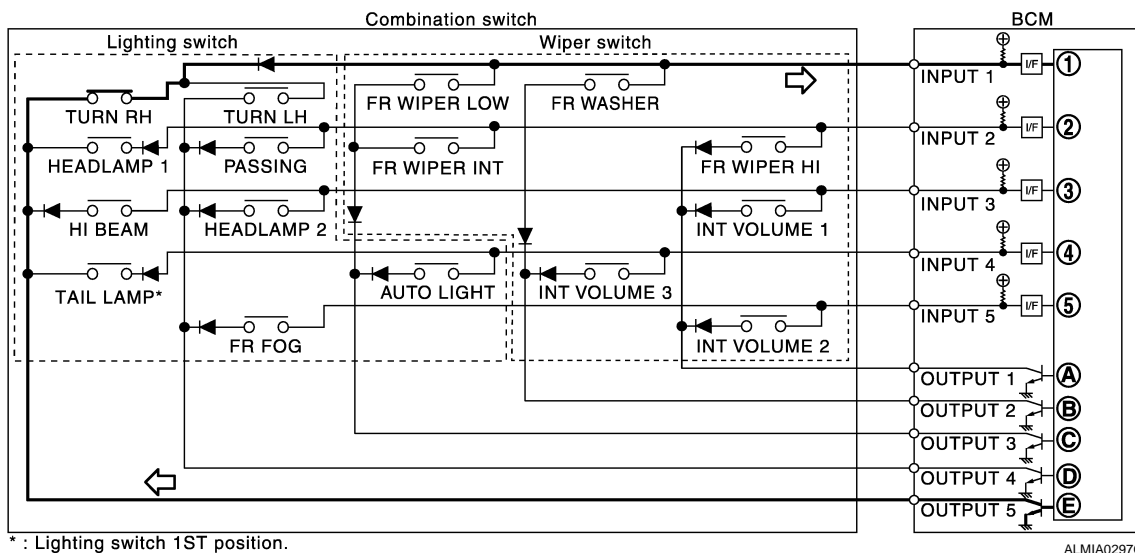 Combination switch
BCM
Lighting switch
Wiper switch
TURN RH
TURN LH
FR WIPER LOW
FR WASHER
INPUT 1
I/F
1
HEADLAMP 1
PASSING
FR WIPER INT
FR WIPER HI
INPUT 2
I/F
2
HI BEAM
HEADLAMP 2
INT VOLUME 1
INPUT 3
I/F
3
TAIL LAMP*
AUTO LIGHT
INT VOLUME 3
INPUT 4
I/F
4
FR FOG
INT VOLUME 2
INPUT 5
I/F
5
OUTPUT 1
A
OUTPUT 2
B
OUTPUT 3
C
OUTPUT 4
D
OUTPUT 5
E
* : Lighting switch 1ST position.